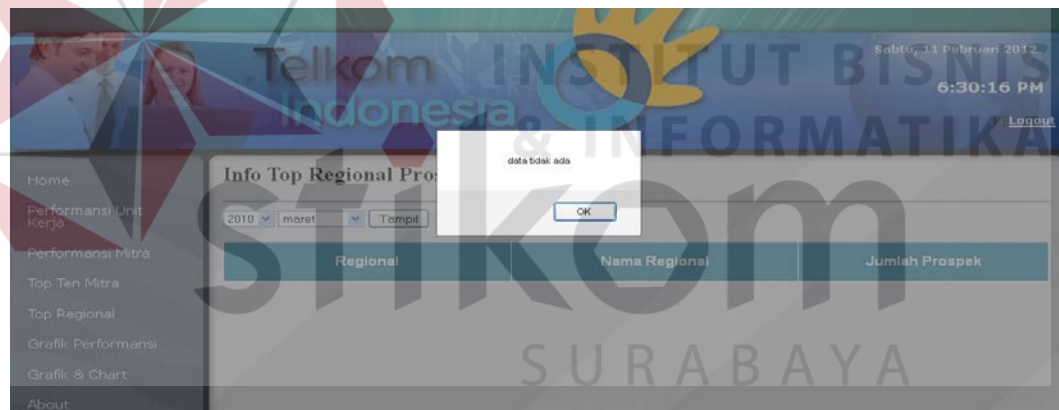 Telkom
Indonesia
Sabtu, 11 Pebruari 2012
6:30:16 PM
Logout
INSTITUT BISNIS
& INFORMATIKA
stikom
SURABAYA
data tidak ada
OK
Home
Performansi Unit
Kerja
Performansi Mitra
Top Ten Mitra
Top Regional
Grafik Performansi
Grafik & Chart
About
Info Top Regional Pro
2010 maret Tampil
Regional Nama Regional Jumlah Prospek